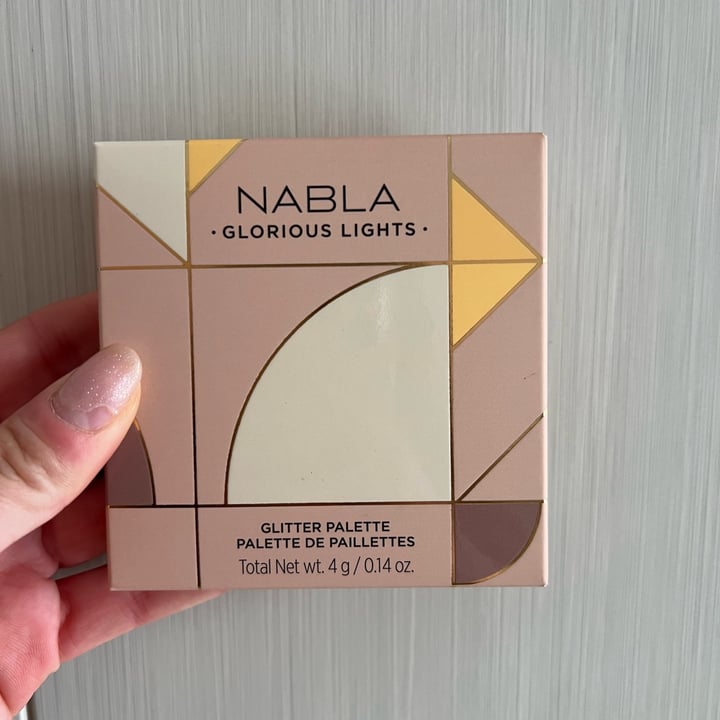 NABLA
• GLORIOUS LIGHTS •
GLITTER PALETTE
PALETTE DE PAILLETTES
Total Net wt. 4 g / 0.14 oz.